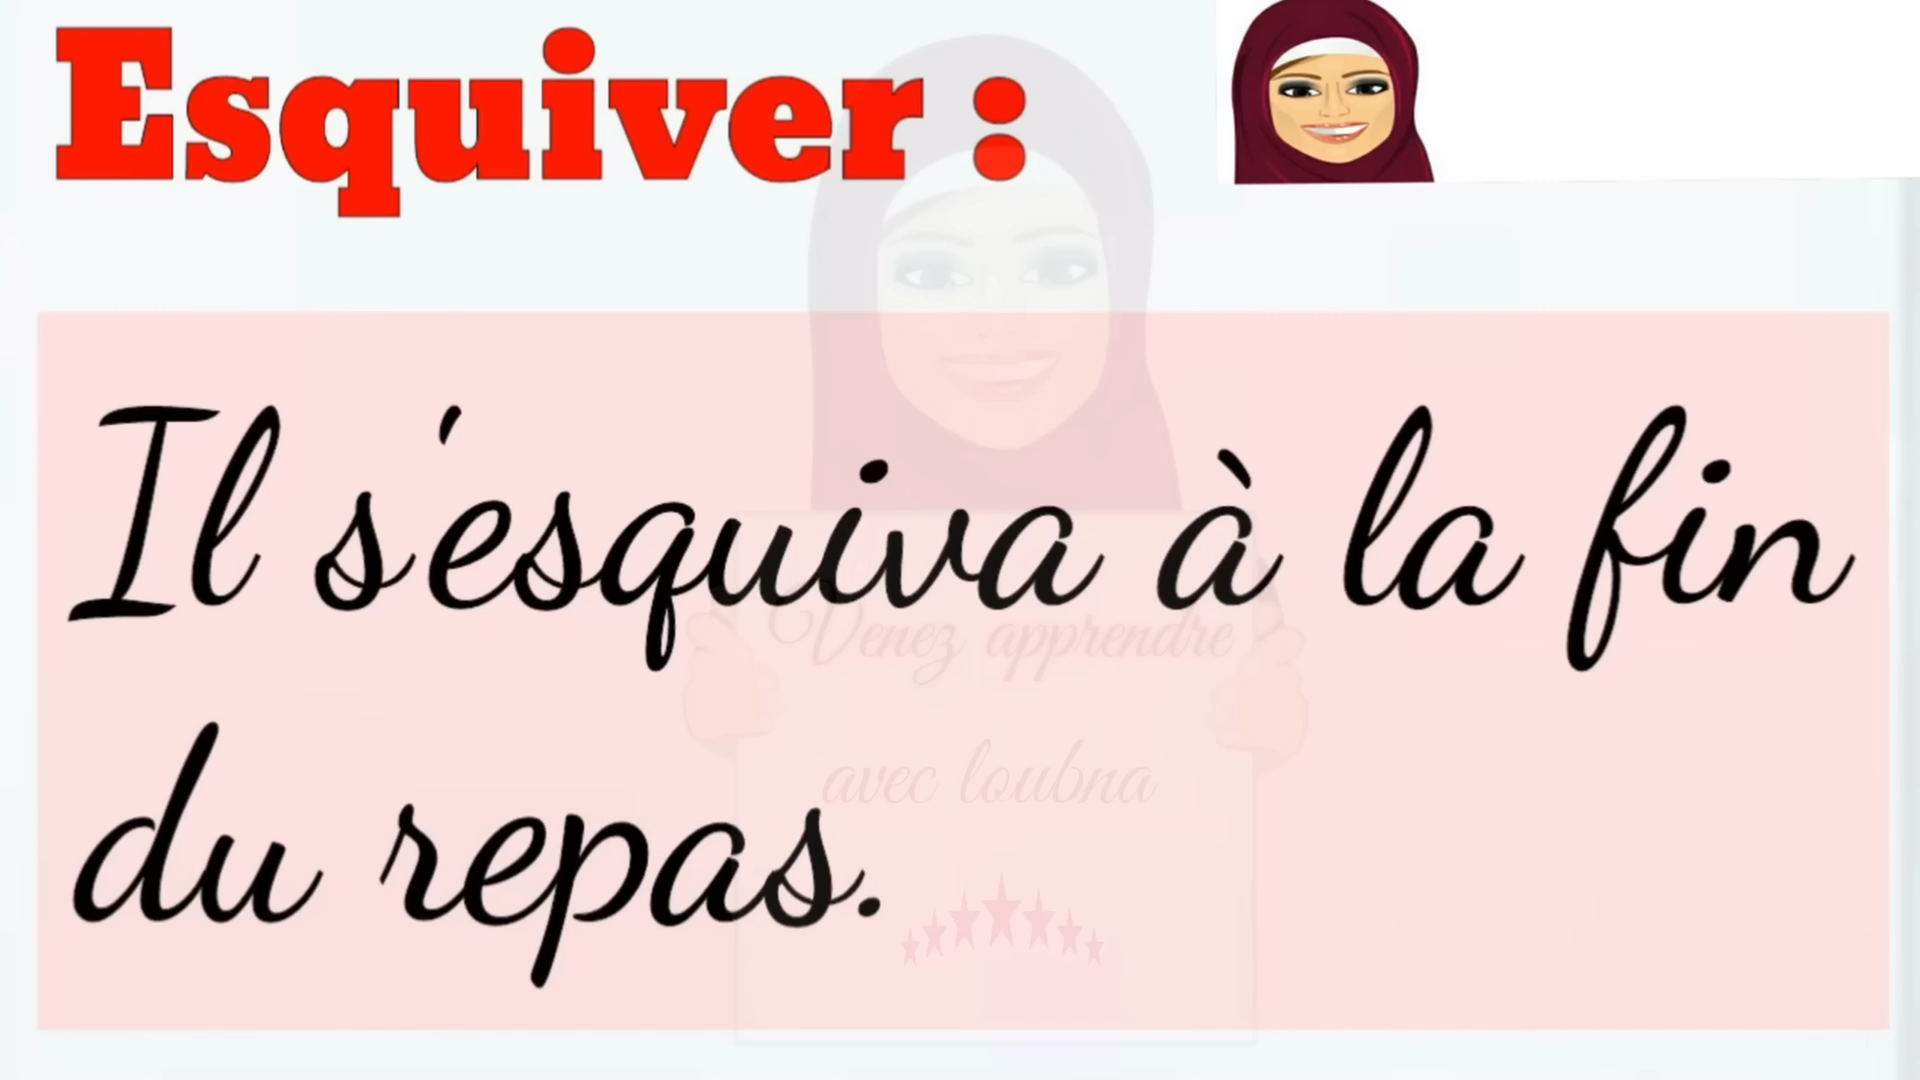 Esquiver :
Il s'esquiva à la fin
du repas.
Venez apprendre
avec loubna